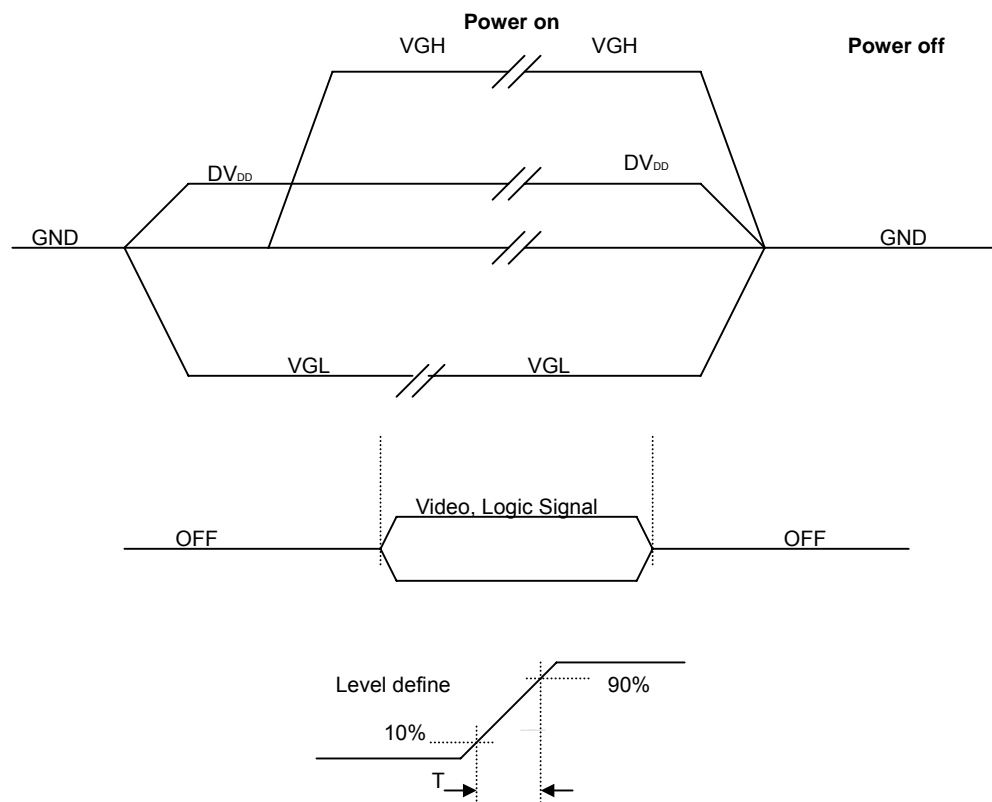 Power on
VGH VGH
Power off
DVDD DVDD
GND GND
VGL VGL
Video, Logic Signal
OFF OFF
Level define
90%
10%
T